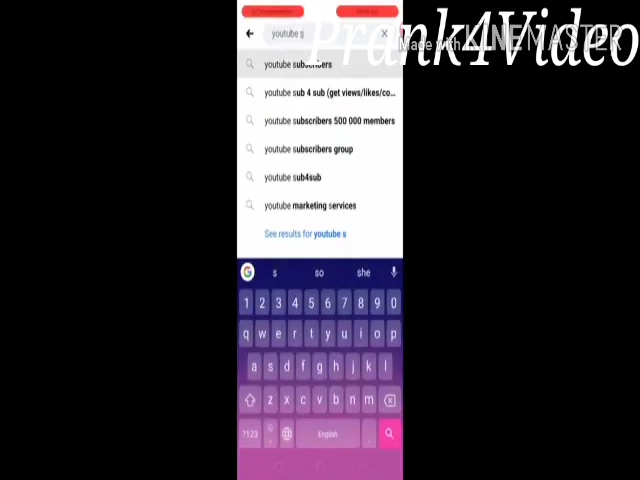 youtube s
Prank4Video
Made with KINEMASTER
youtube subscribers
youtube sub 4 sub (get views/likes/co...
youtube subscribers 500 000 members
youtube subscribers group
youtube sub4sub
youtube marketing services
See results for youtube s
G s so she
1 2 3 4 5 6 7 8 9 0
q w e r t y u i o p
a s d f g h j k l
z x c v b n m
?123 , English .